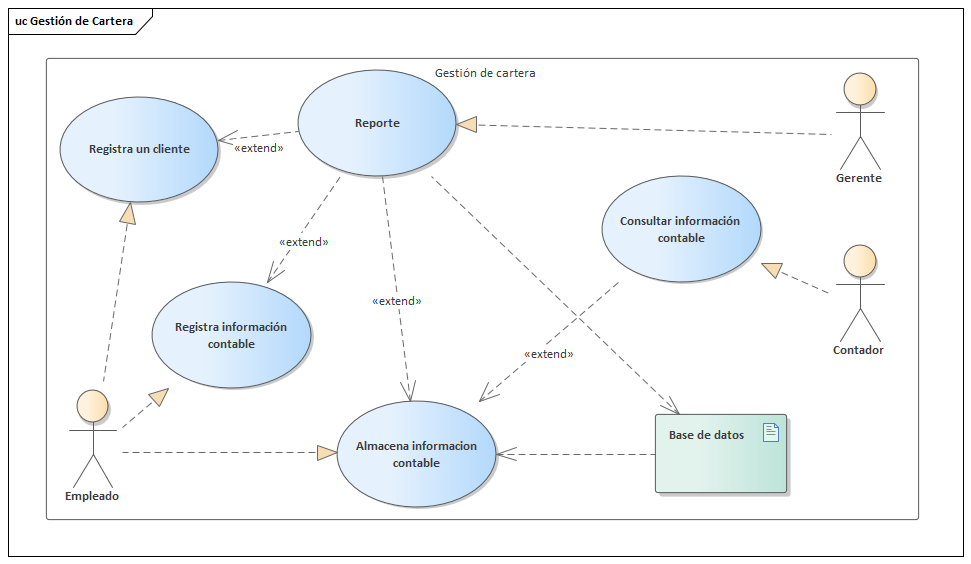 uc Gestión de Cartera
Gestión de cartera
Reporte
Registra un cliente
«extend»
Gerente
Consultar información
contable
«extend»
«extend»
Registra información
contable
Contador
«extend»
Almacena informacion
contable
Base de datos
Empleado